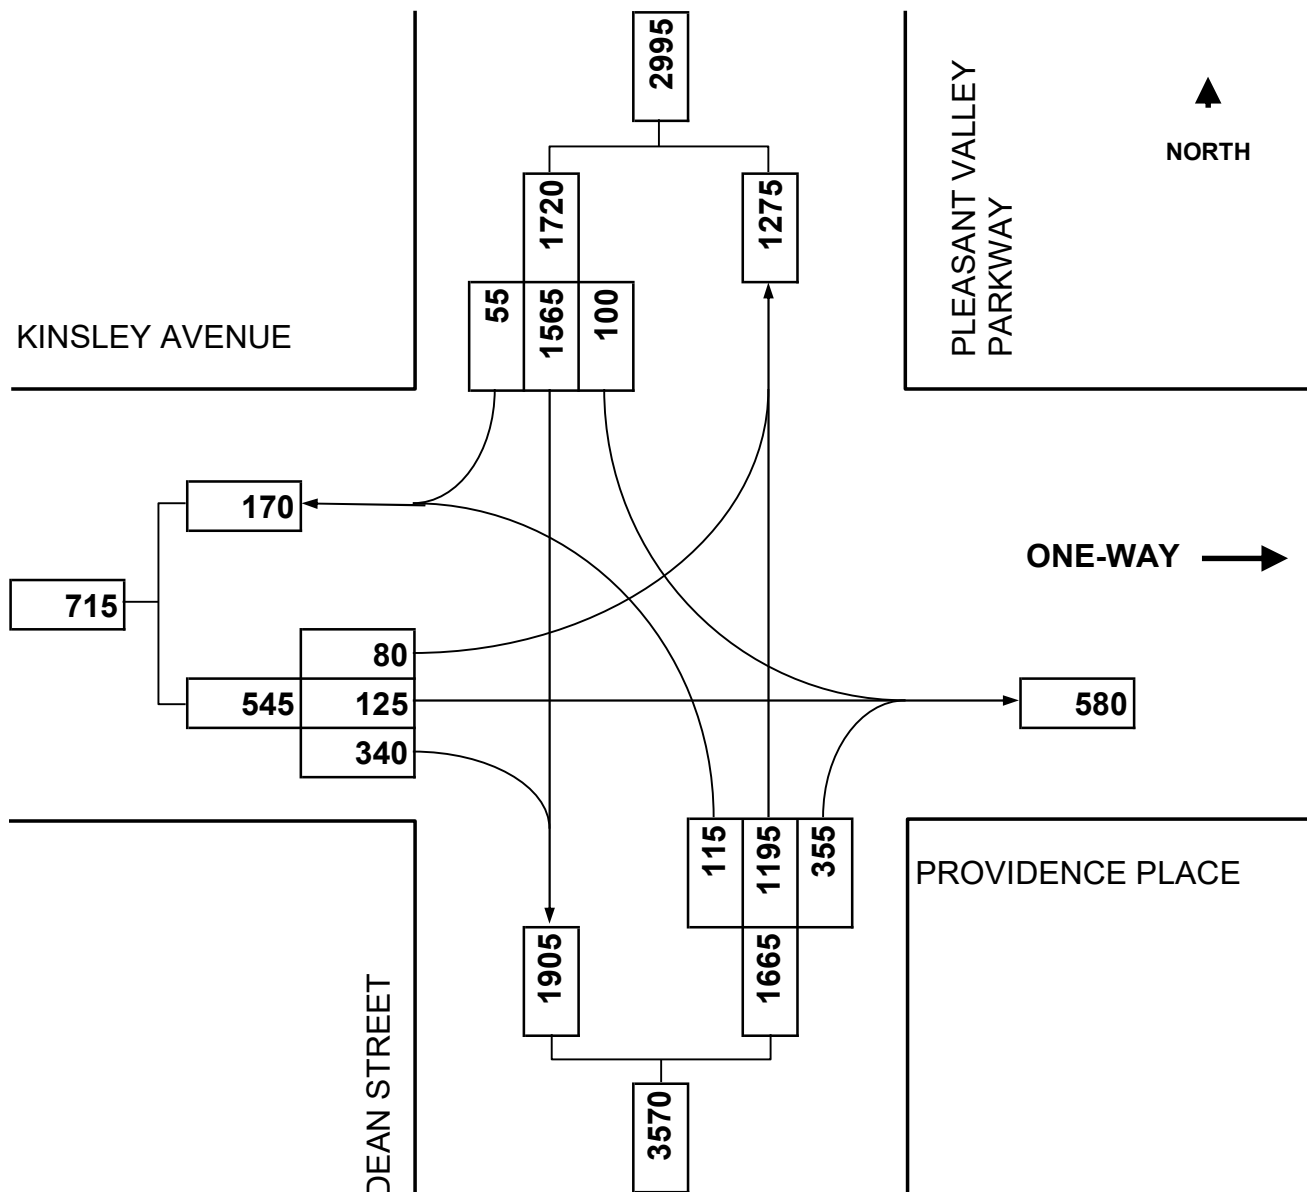 2995
PLEASANT VALLEY
PARKWAY
NORTH
1720
1275
55
1565
100
KINSLEY AVENUE
170
ONE-WAY
715
80
545
125
580
340
115
1195
355
PROVIDENCE PLACE
1905
1665
DEAN STREET
3570